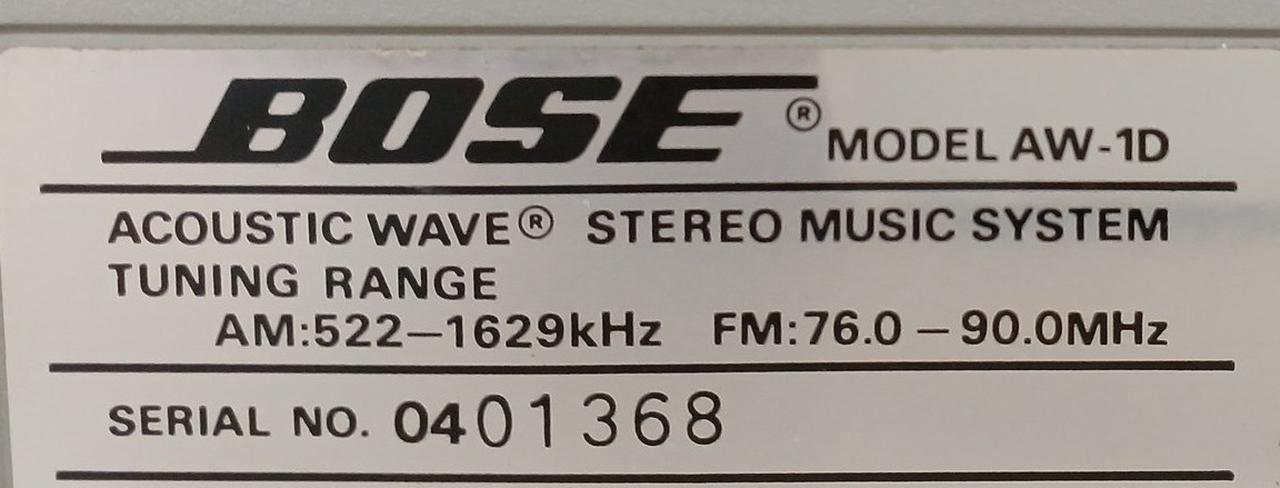 BOSE® MODEL AW-1D
ACOUSTIC WAVE® STEREO MUSIC SYSTEM
TUNING RANGE
AM:522–1629kHz FM:76.0 – 90.0MHz
SERIAL NO. 0401368